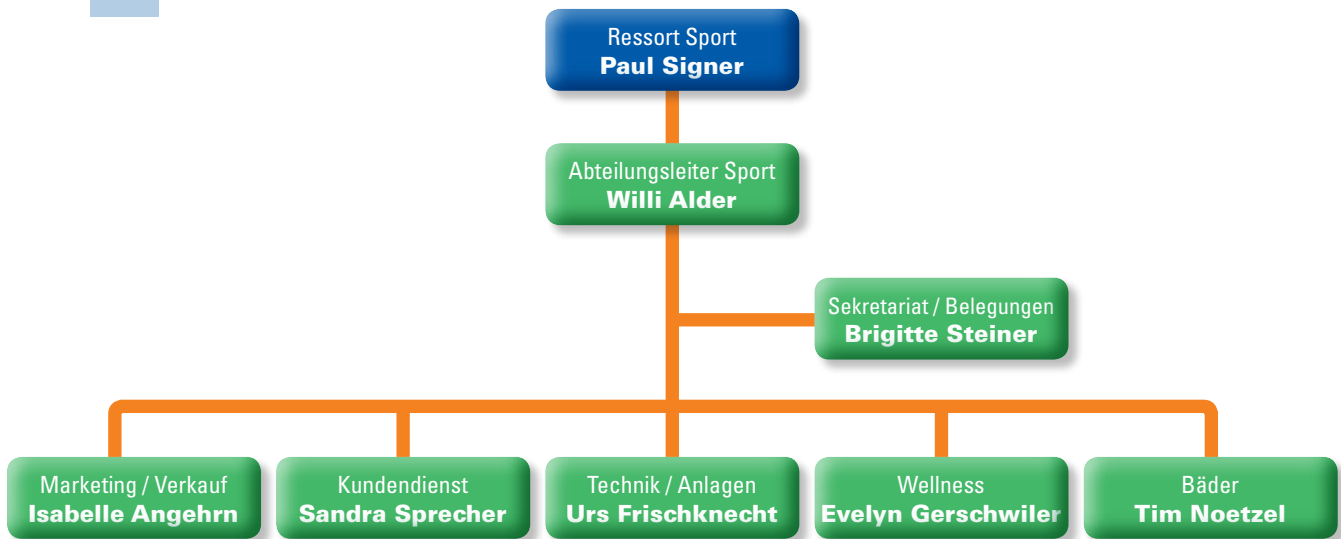 Ressort Sport
Paul Signer
Abteilungsleiter Sport
Willi Alder
Sekretariat / Belegungen
Brigitte Steiner
Marketing / Verkauf
Isabelle Angehrn
Kundendienst
Sandra Sprecher
Technik / Anlagen
Urs Frischknecht
Wellness
Evelyn Gerschwiler
Bäder
Tim Noetzel